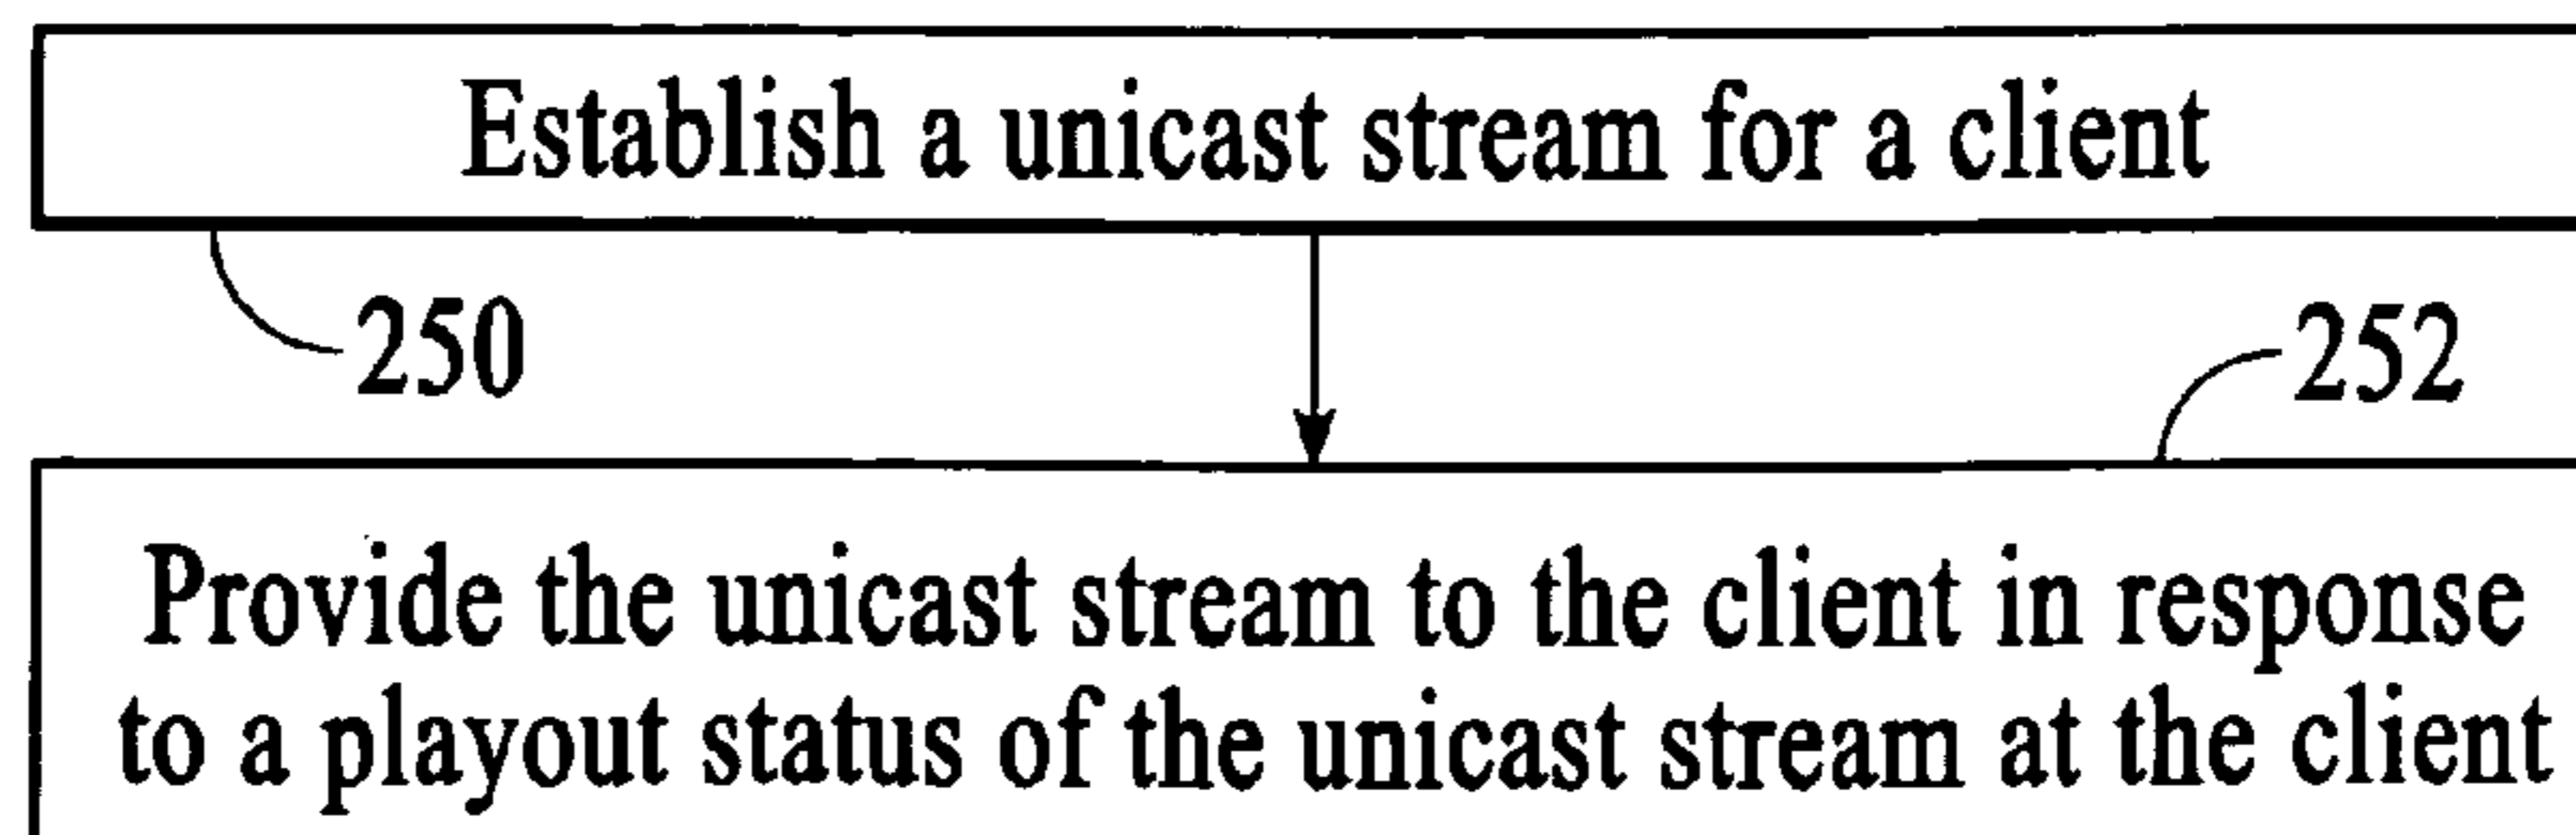 Establish a unicast stream for a client
250
252
Provide the unicast stream to the client in response
to a playout status of the unicast stream at the client